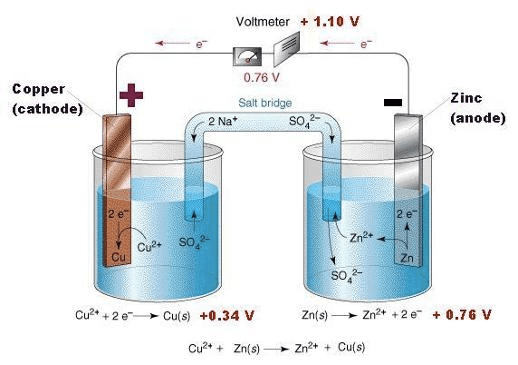 Voltmeter + 1.10 V
e⁻ e⁻
0.76 V
Copper
(cathode)
+
−
Zinc
(anode)
Salt bridge
2 Na⁺ SO₄²⁻
2 e⁻
Cu²⁺
Cu
SO₄²⁻
2 e⁻
Zn²⁺
Zn
SO₄²⁻
Cu²⁺ + 2 e⁻ → Cu(s) +0.34 V
Zn(s) → Zn²⁺ + 2 e⁻ + 0.76 V
Cu²⁺ + Zn(s) → Zn²⁺ + Cu(s)